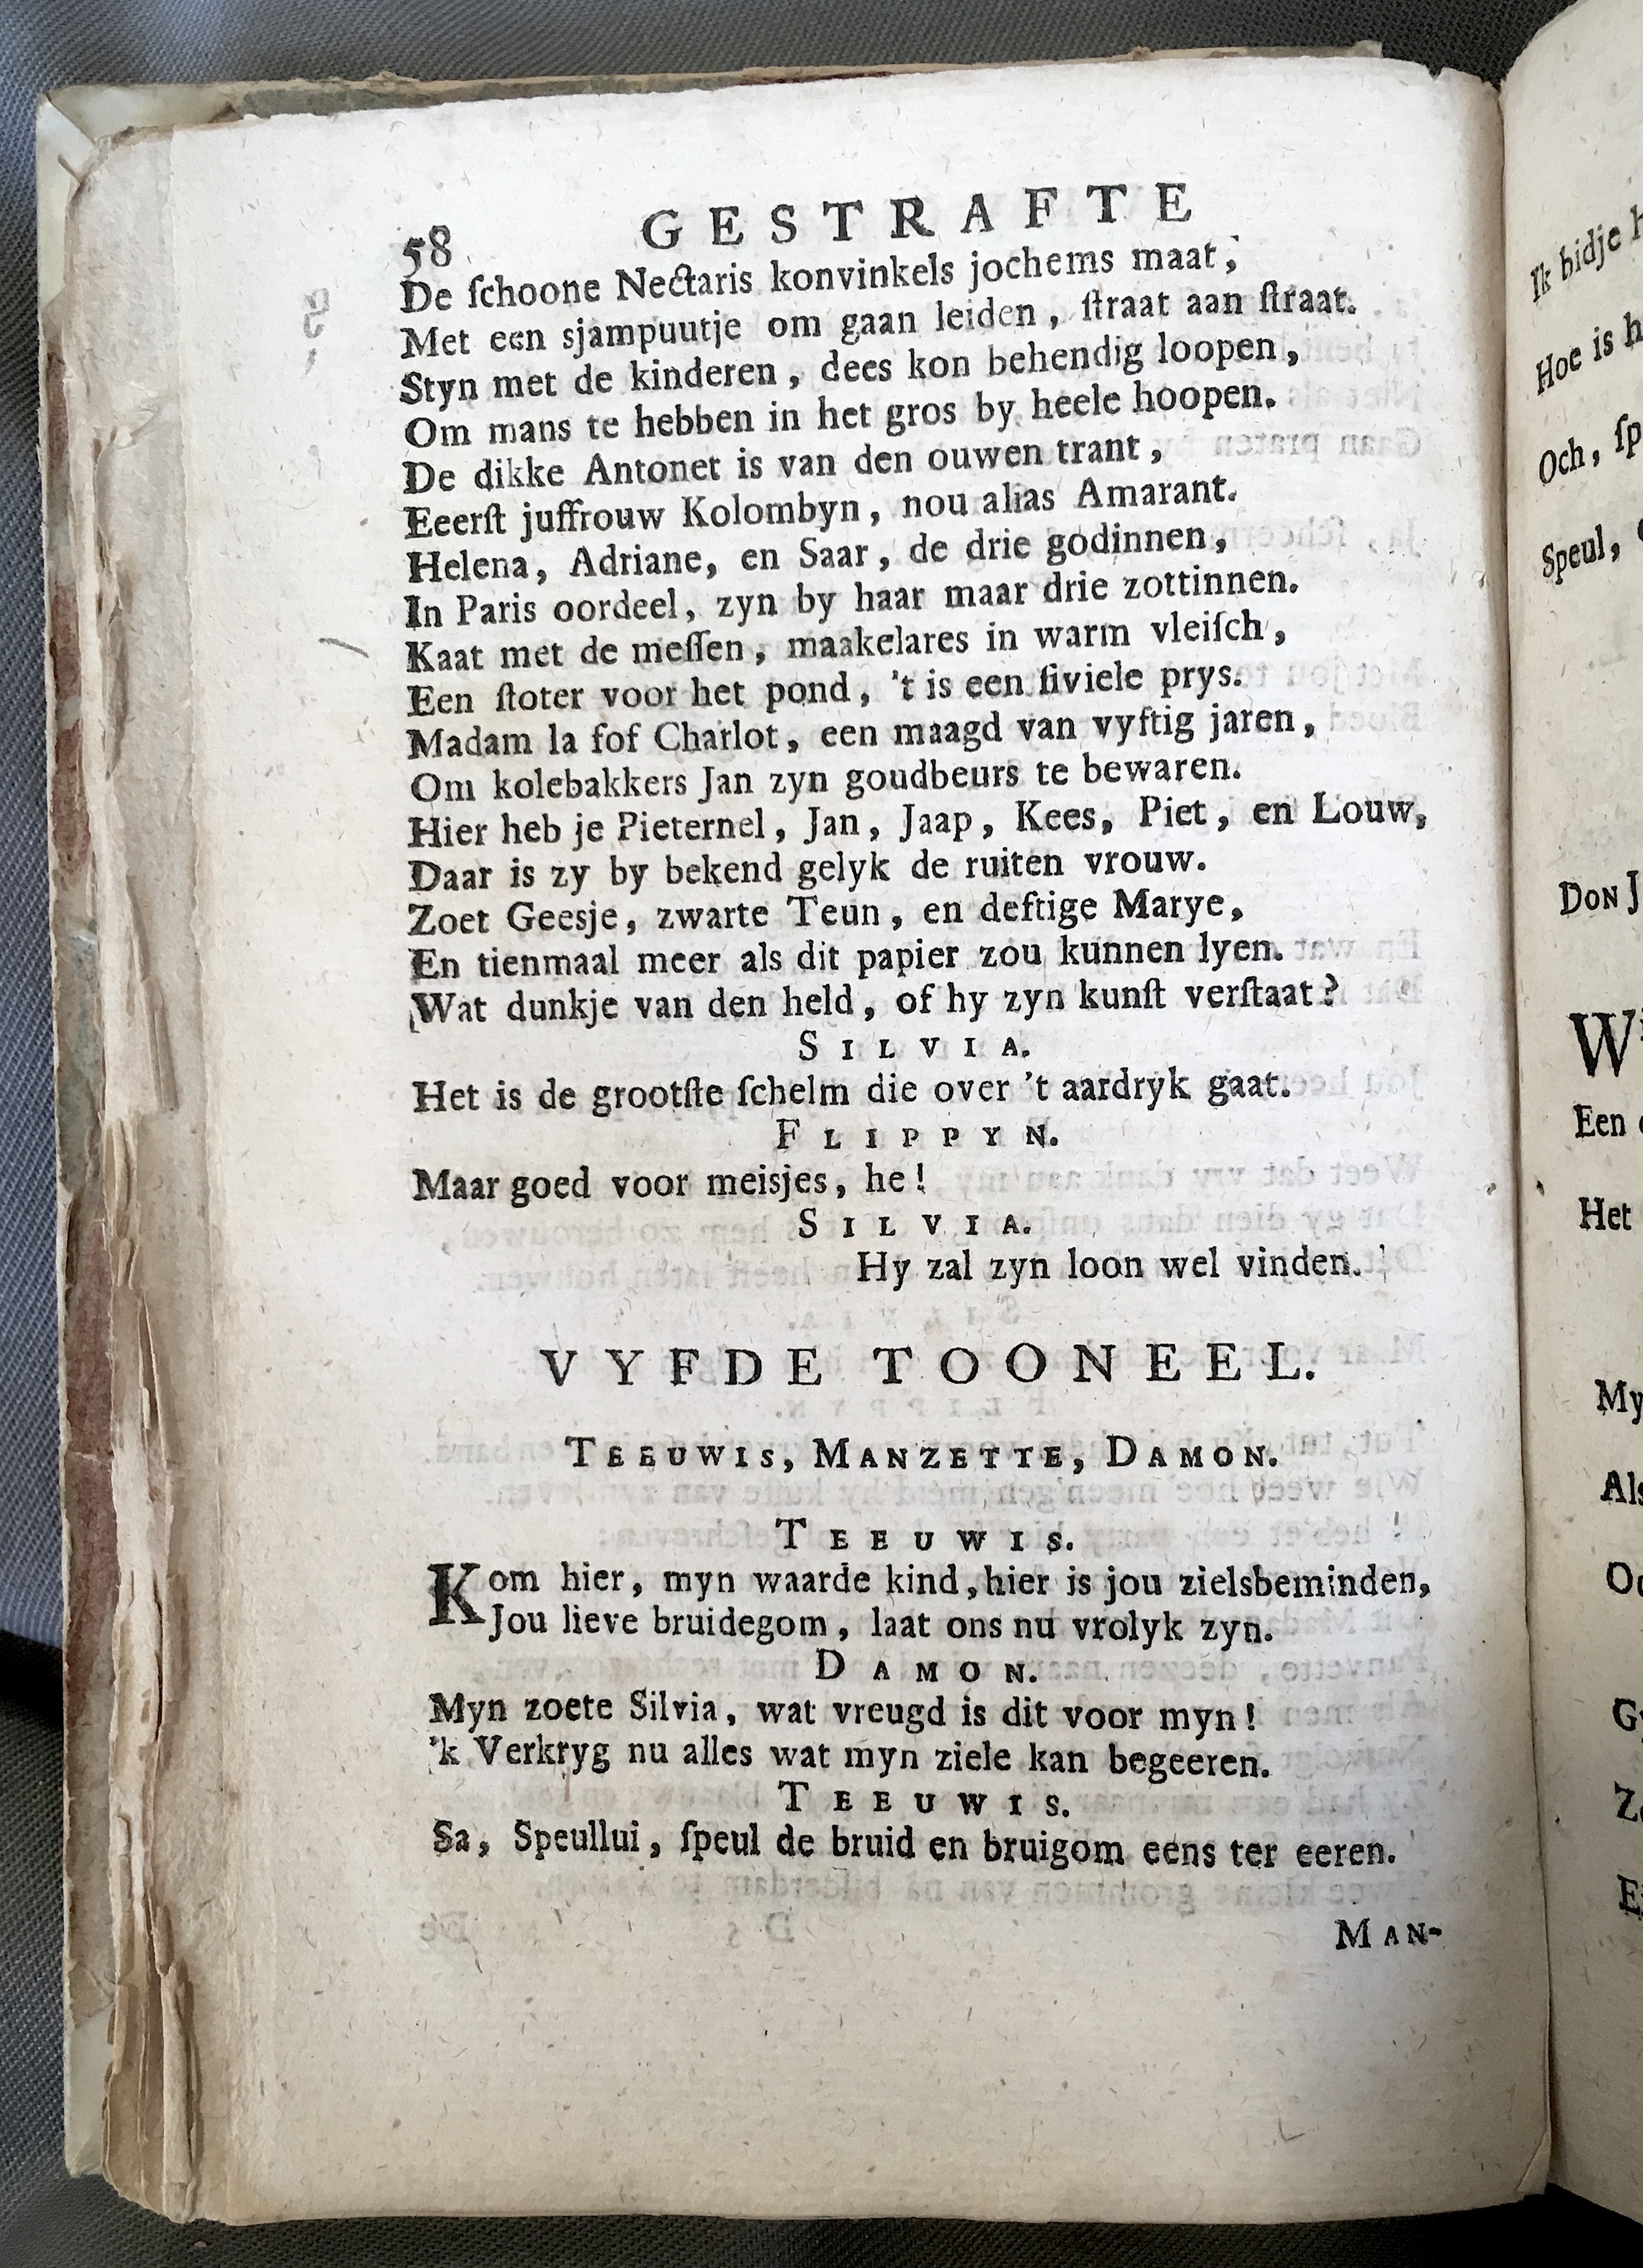 58 GESTRAFTE
De ſchoone Nectaris konvinkels jochems maat,
Met een sjampuutje om gaan leiden, ſtraat aan ſtraat.
Styn met de kinderen, dees kon behendig loopen,
Om mans te hebben in het gros by heele hoopen.
De dikke Antonet is van den ouwen trant,
Eeerſt juffrouw Kolombyn, nou alias Amarant.
Helena, Adriane, en Saar, de drie godinnen,
In Paris oordeel, zyn by haar maar drie zottinnen.
Kaat met de meſſen, maakelares in warm vleiſch,
Een ſtoter voor het pond, 't is een ſiviele prys.
Madam la fof Charlot, een maagd van vyftig jaren,
Om kolebakkers Jan zyn goudbeurs te bewaren.
Hier heb je Pieternel, Jan, Jaap, Kees, Piet, en Louw,
Daar is zy by bekend gelyk de ruiten vrouw.
Zoet Geesje, zwarte Teun, en deftige Marye,
En tienmaal meer als dit papier zou kunnen lyen.
Wat dunkje van den held, of hy zyn kunſt verſtaat?
SILVIA.
Het is de grootſte ſchelm die over 't aardryk gaat.
FLIPPYN.
Maar goed voor meisjes, he!
SILVIA.
Hy zal zyn loon wel vinden.
VYFDE TOONEEL.
TEEUWIS, MANZETTE, DAMON.
TEEUWIS.
Kom hier, myn waarde kind, hier is jou zielsbeminden,
Jou lieve bruidegom, laat ons nu vrolyk zyn.
DAMON.
Myn zoete Silvia, wat vreugd is dit voor myn!
'k Verkryg nu alles wat myn ziele kan begeeren.
TEEUWIS.
Sa, Speullui, ſpeul de bruid en bruigom eens ter eeren.
MAN-
Ik bidje
Hoe is
Och,
Speul,
DON
Een
Het